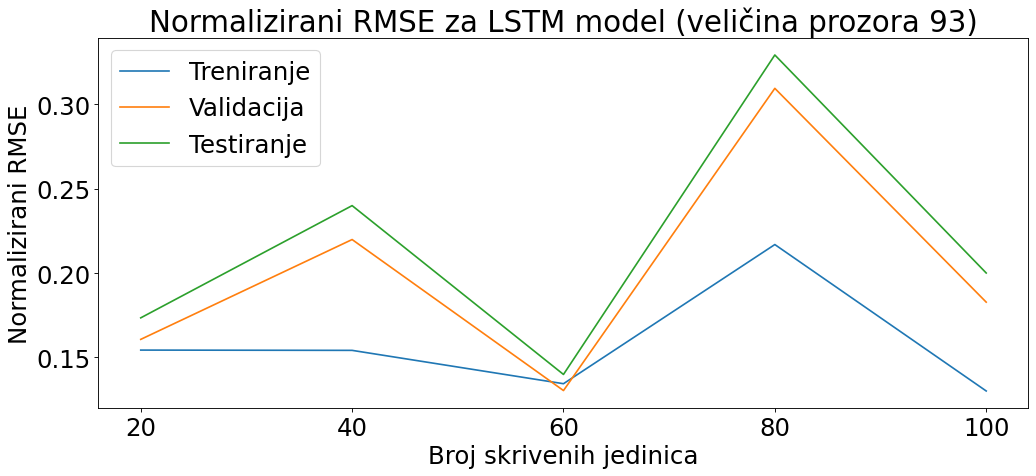 Normalizirani RMSE za LSTM model (veličina prozora 93)
Treniranje
Validacija
Testiranje
Normalizirani RMSE
0.30
0.25
0.20
0.15
20 40 60 80 100
Broj skrivenih jedinica